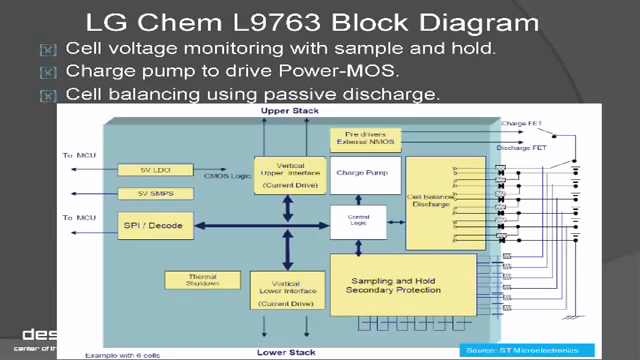 LG Chem L9763 Block Diagram
Cell voltage monitoring with sample and hold.
Charge pump to drive Power-MOS.
Cell balancing using passive discharge.
Upper Stack
Charge FET
Pre drivers
External NMOS
Discharge FET
To MCU
5V LDO
CMOS Logic
Vertical
Upper Interface
(Current Drive)
Charge Pump
5V SMPS
Cell Balance
Discharge
To MCU
SPI / Decode
Control
Logic
Thermal
Shutdown
Vertical
Lower Interface
(Current Drive)
Sampling and Hold
Secondary Protection
des
center of th
Example with 6 cells
Lower Stack
Source: ST Microelectronics